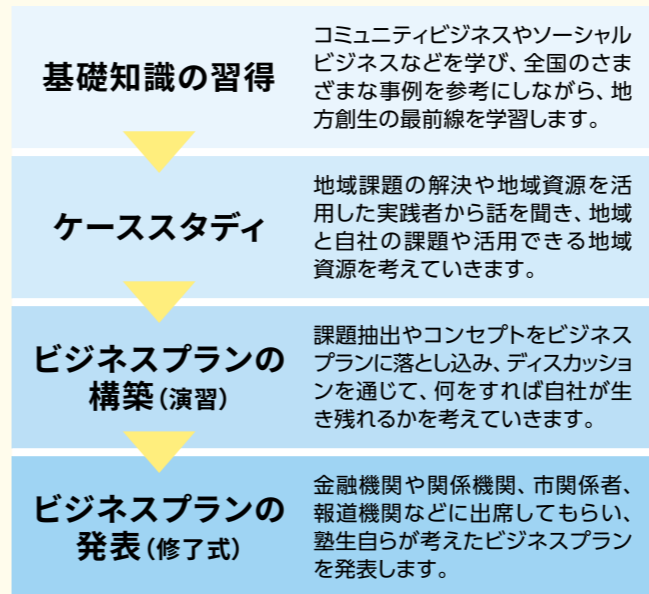 基礎知識の習得
コミュニティビジネスやソーシャル
ビジネスなどを学び、全国のさま
ざまな事例を参考にしながら、地
方創生の最前線を学習します。
ケーススタディ
地域課題の解決や地域資源を活
用した実践者から話を聞き、地域
と自社の課題や活用できる地域
資源を考えていきます。
ビジネスプランの
構築(演習)
課題抽出やコンセプトをビジネス
プランに落とし込み、ディスカッショ
ンを通じて、何をすれば自社が生
き残れるかを考えていきます。
ビジネスプランの
発表(修了式)
金融機関や関係機関、市関係者、
報道機関などに出席してもらい、
塾生自らが考えたビジネスプラン
を発表します。